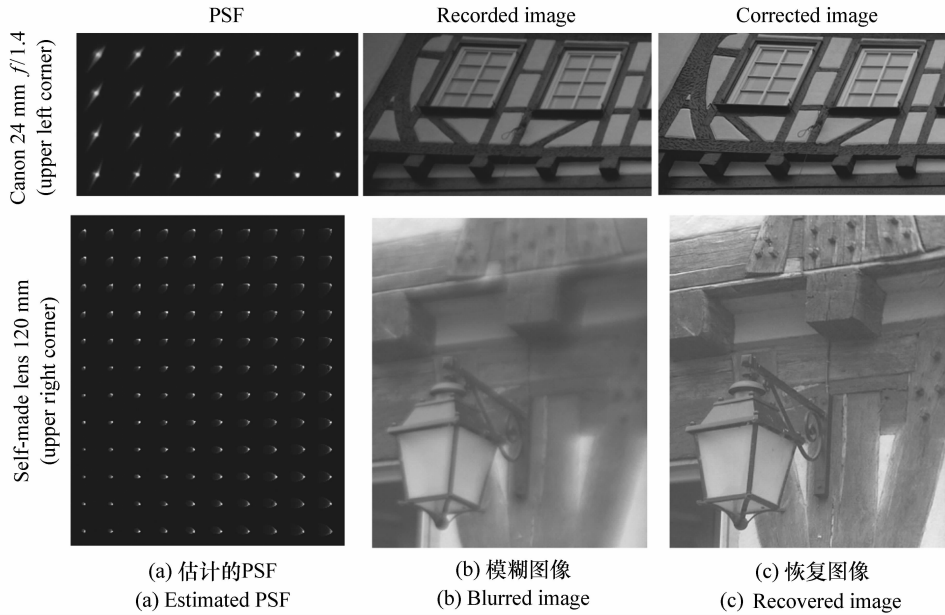 PSF
Recorded image
Corrected image
Canon 24 mm f/1.4
(upper left corner)
Self-made lens 120 mm
(upper right corner)
(a) 估计的PSF
(b) 模糊图像
(c) 恢复图像
(a) Estimated PSF
(b) Blurred image
(c) Recovered image